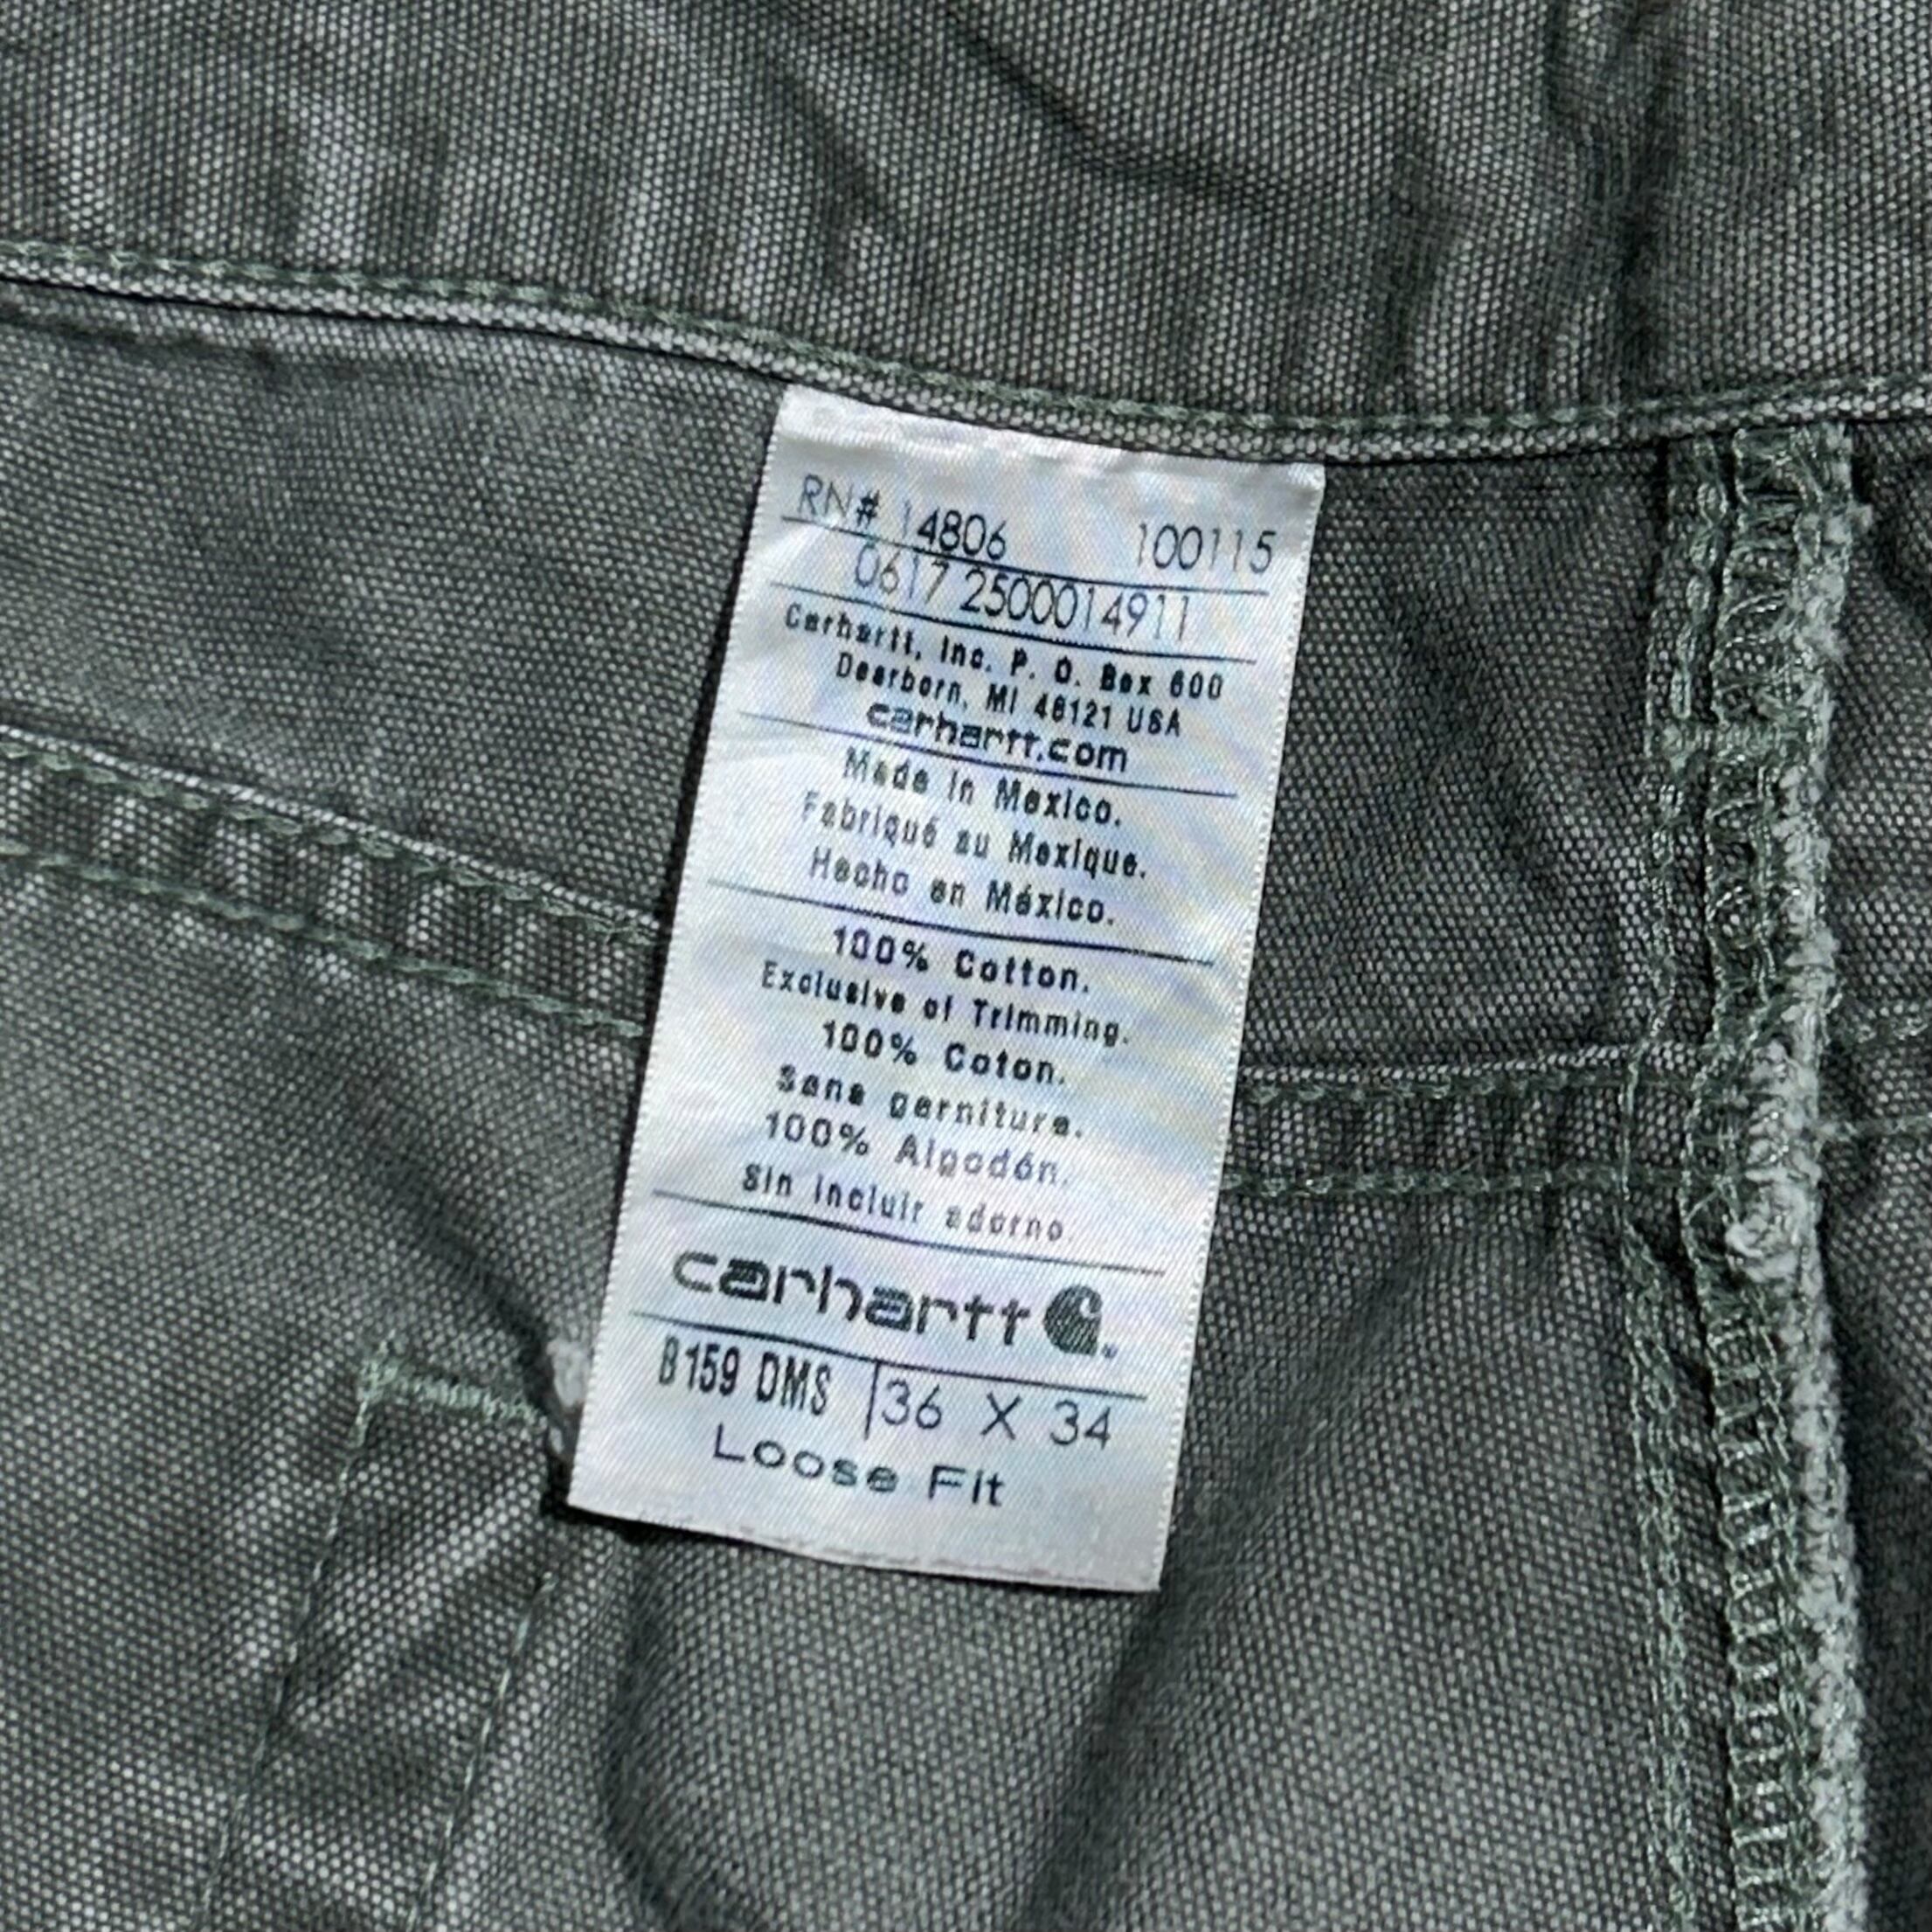 RN# 14806 100115
0617 2500014911
Carhartt, Inc. P. O. Box 600
Dearborn, MI 48121 USA
carhartt.com
Made in Mexico.
Fabriqué au Mexique.
Hecho en México.
100% Cotton.
Exclusive of Trimming.
100% Coton.
Sans garniture.
100% Algodón.
Sin incluir adorno.
carhartt
B159 DMS 36 X 34
Loose Fit